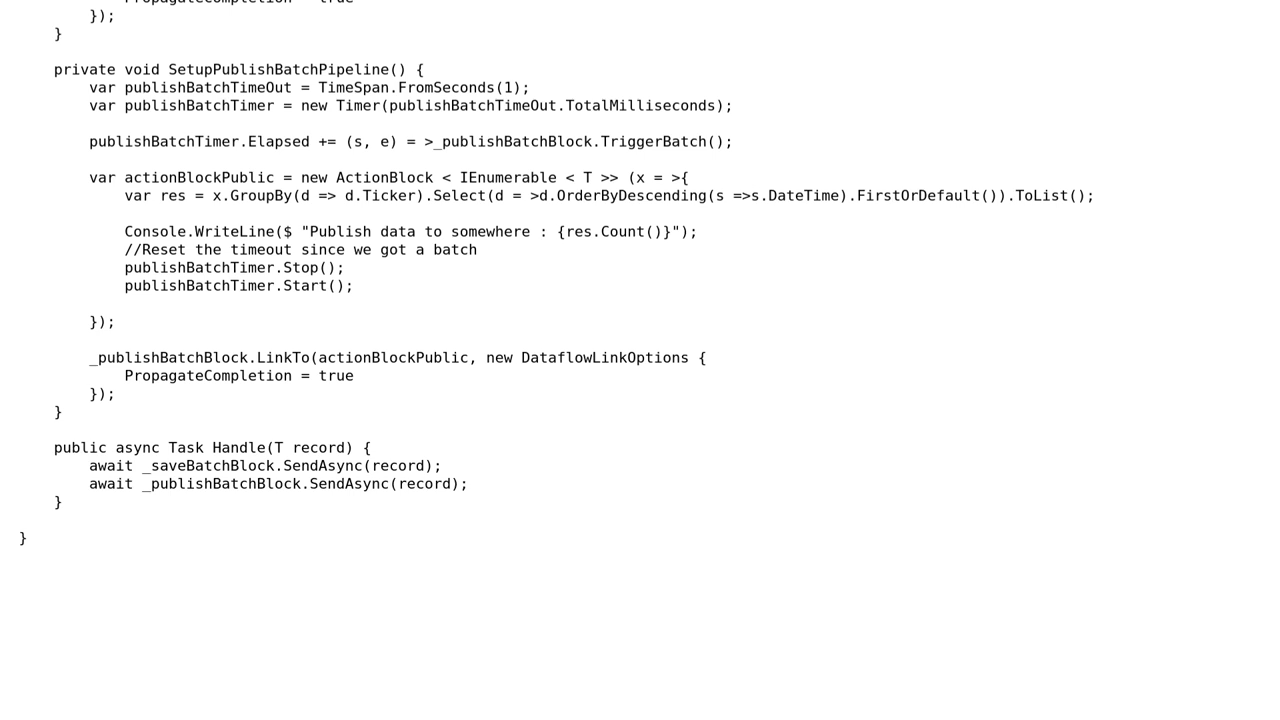 PropagateCompletion = true
});
}
private void SetupPublishBatchPipeline() {
var publishBatchTimeOut = TimeSpan.FromSeconds(1);
var publishBatchTimer = new Timer(publishBatchTimeOut.TotalMilliseconds);
publishBatchTimer.Elapsed += (s, e) = >_publishBatchBlock.TriggerBatch();
var actionBlockPublic = new ActionBlock < IEnumerable < T >> (x = >{
var res = x.GroupBy(d => d.Ticker).Select(d = >d.OrderByDescending(s =>s.DateTime).FirstOrDefault()).ToList();
Console.WriteLine($ "Publish data to somewhere : {res.Count()}");
//Reset the timeout since we got a batch
publishBatchTimer.Stop();
publishBatchTimer.Start();
});
_publishBatchBlock.LinkTo(actionBlockPublic, new DataflowLinkOptions {
PropagateCompletion = true
});
}
public async Task Handle(T record) {
await _saveBatchBlock.SendAsync(record);
await _publishBatchBlock.SendAsync(record);
}
}